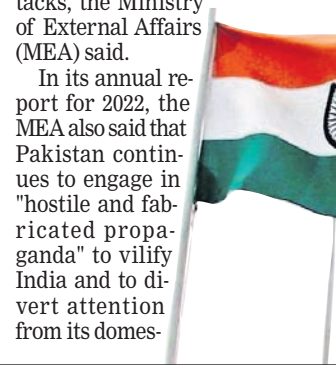 tacks, the Ministry
of External Affairs
(MEA) said.
In its annual re-
port for 2022, the
MEA also said that
Pakistan contin-
ues to engage in
"hostile and fab-
ricated propa-
ganda" to vilify
India and to di-
vert attention
from its domes-